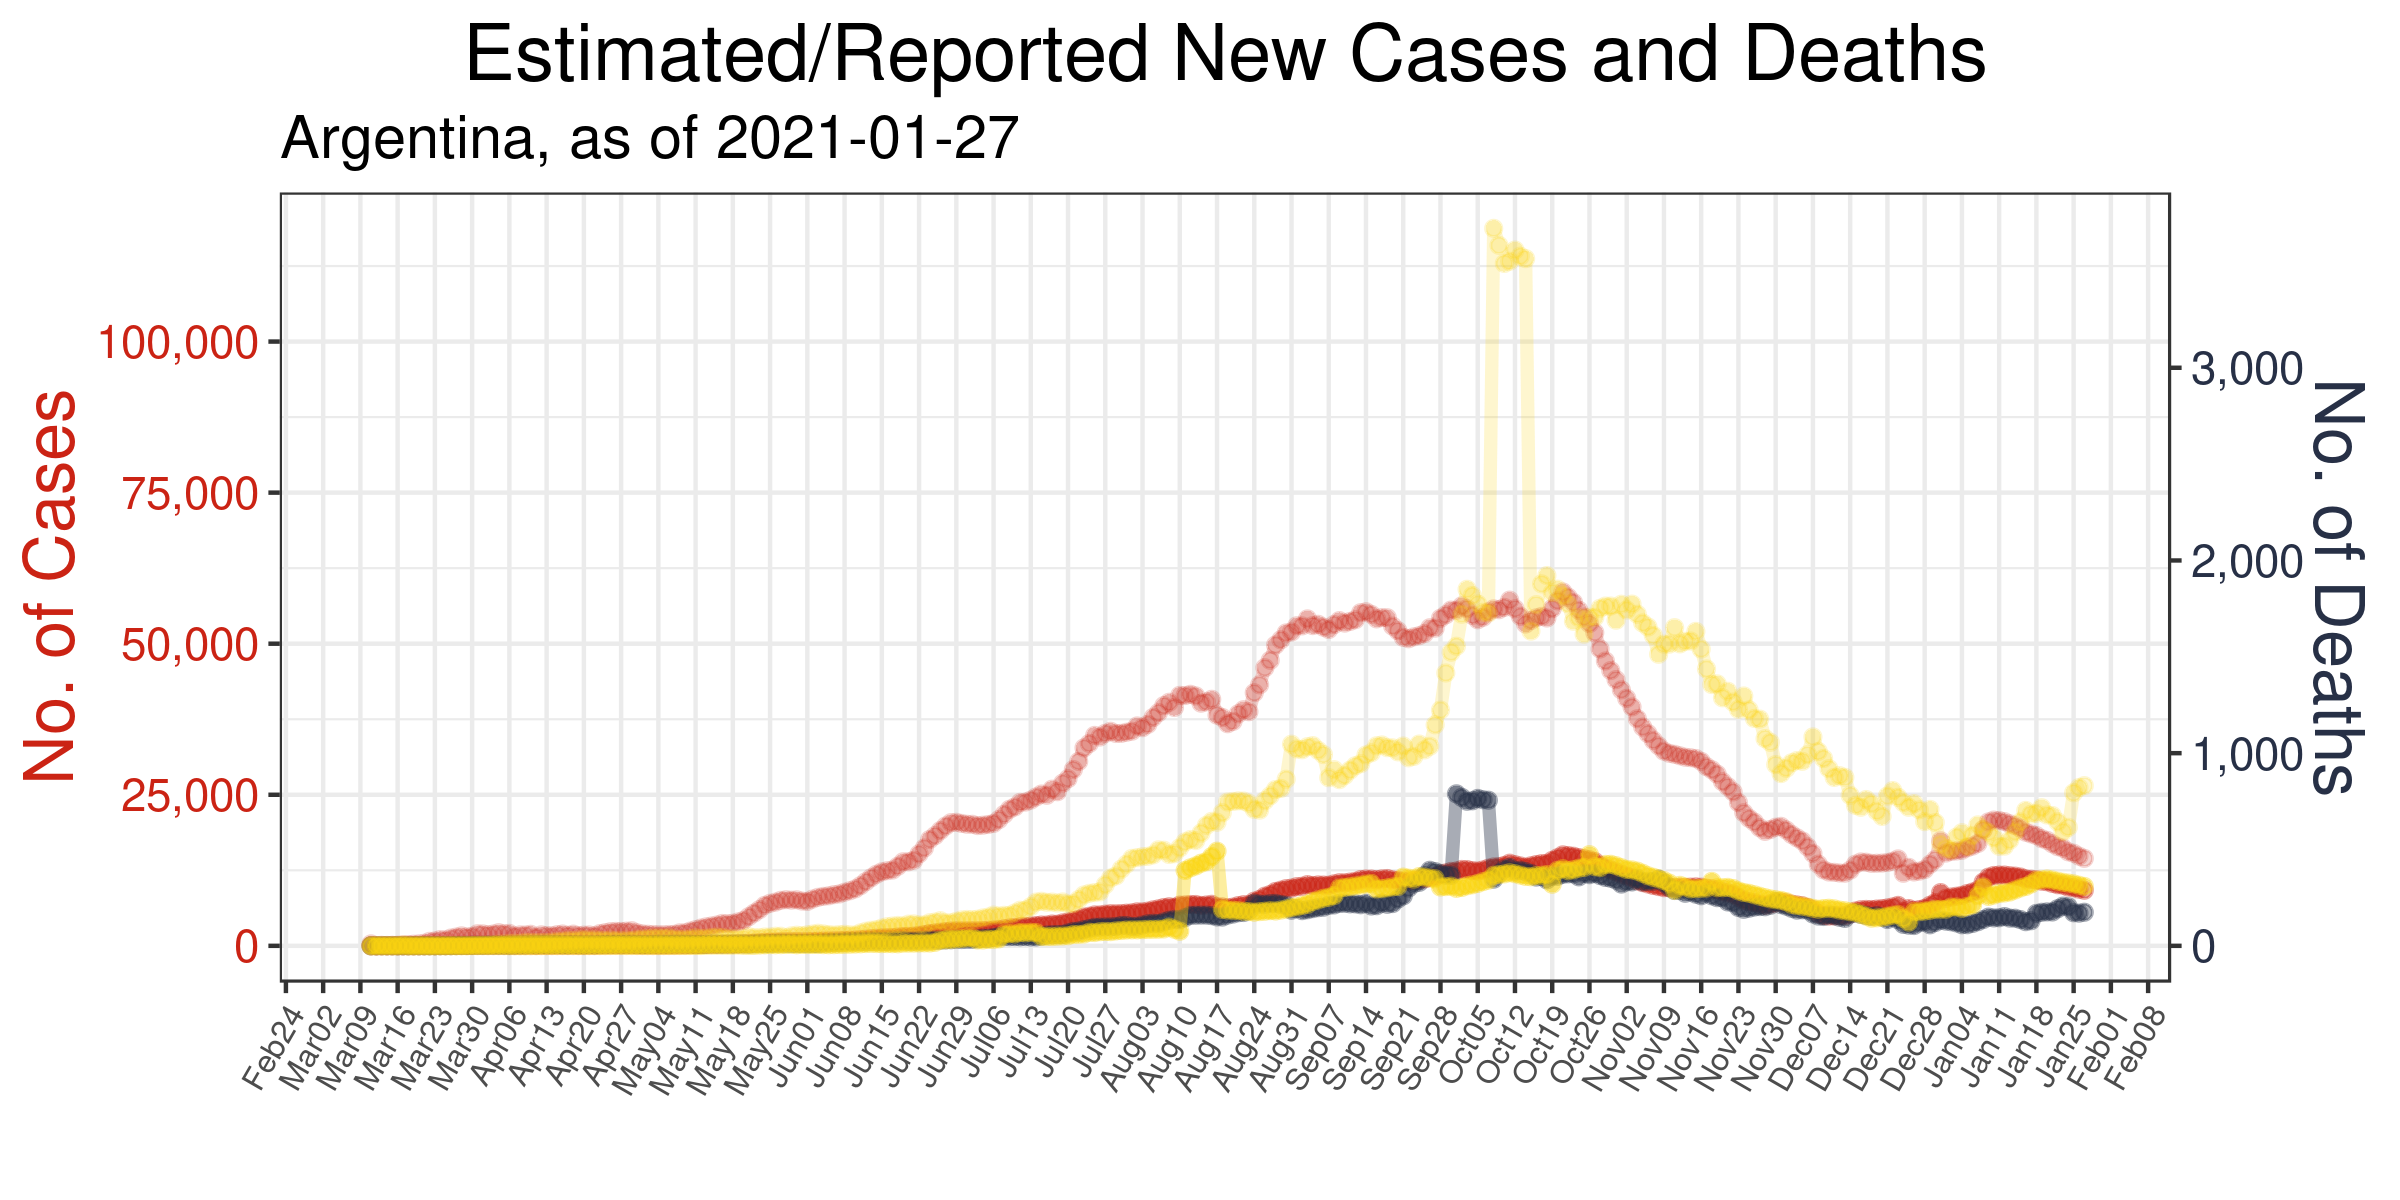 Estimated/Reported New Cases and Deaths
Argentina, as of 2021-01-27
No. of Cases
100,000
75,000
50,000
25,000
0
3,000
2,000
1,000
0
No. of Deaths
Feb24
Mar02
Mar09
Mar16
Mar23
Mar30
Apr06
Apr13
Apr20
Apr27
May04
May11
May18
May25
Jun01
Jun08
Jun15
Jun22
Jun29
Jul06
Jul13
Jul20
Jul27
Aug03
Aug10
Aug17
Aug24
Aug31
Sep07
Sep14
Sep21
Sep28
Oct05
Oct12
Oct19
Oct26
Nov02
Nov09
Nov16
Nov23
Nov30
Dec07
Dec14
Dec21
Dec28
Jan04
Jan11
Jan18
Jan25
Feb01
Feb08